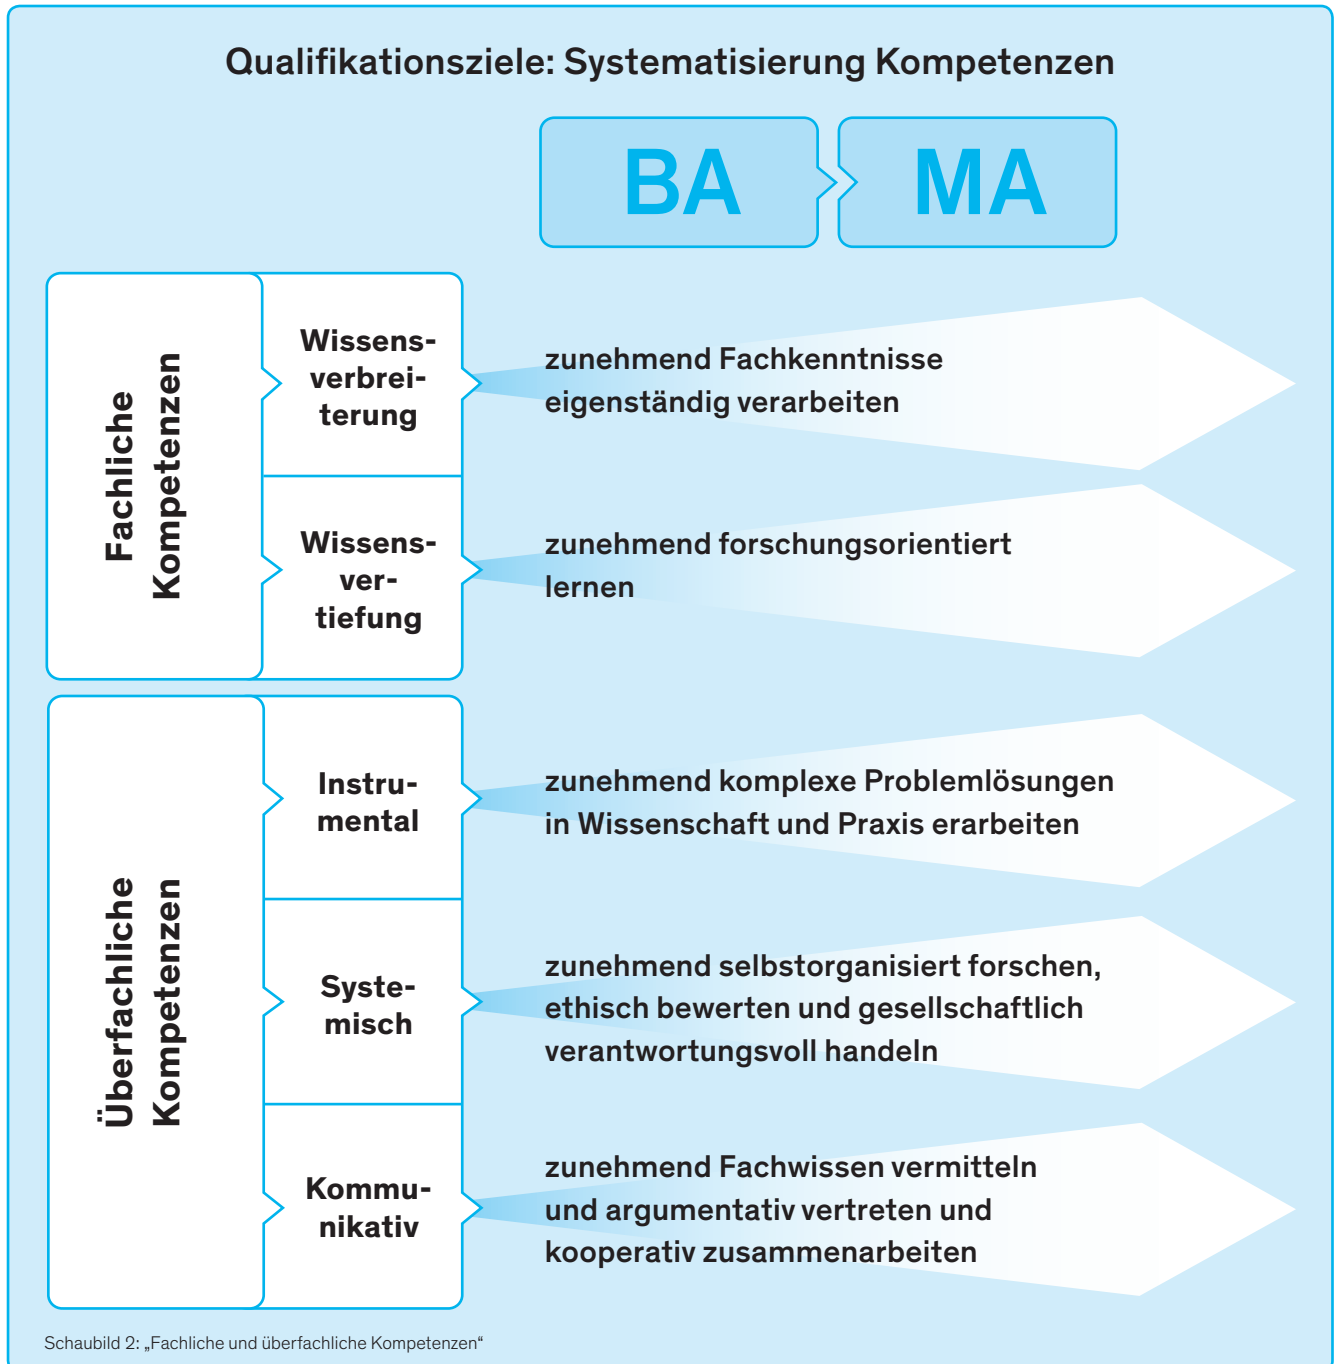 Qualifikationsziele: Systematisierung Kompetenzen
BA
MA
Fachliche
Kompetenzen
Wissens-
verbrei-
terung
zunehmend Fachkenntnisse
eigenständig verarbeiten
Wissens-
ver-
tiefung
zunehmend forschungsorientiert
lernen
Überfachliche
Kompetenzen
Instru-
mental
zunehmend komplexe Problemlösungen
in Wissenschaft und Praxis erarbeiten
Syste-
misch
zunehmend selbstorganisiert forschen,
ethisch bewerten und gesellschaftlich
verantwortungsvoll handeln
Kommu-
nikativ
zunehmend Fachwissen vermitteln
und argumentativ vertreten und
kooperativ zusammenarbeiten
Schaubild 2: „Fachliche und überfachliche Kompetenzen“